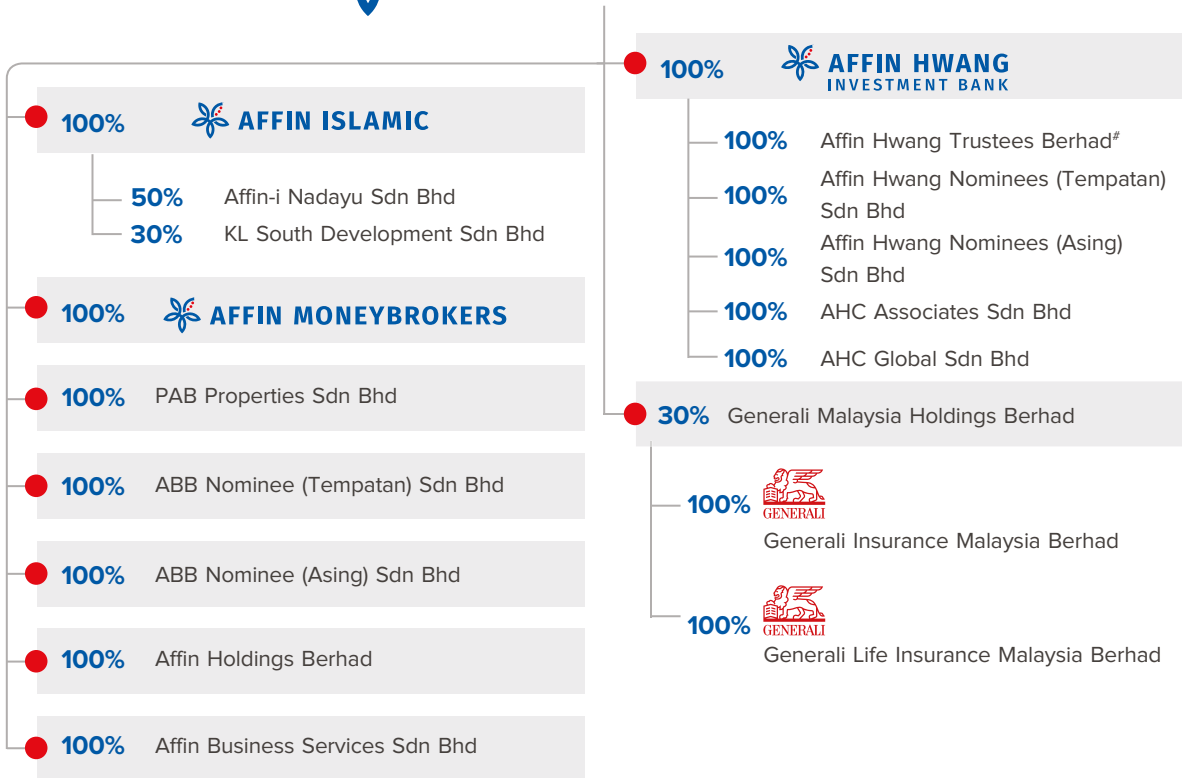 100% AFFIN ISLAMIC
50% Affin-i Nadayu Sdn Bhd
30% KL South Development Sdn Bhd
100% AFFIN MONEYBROKERS
100% PAB Properties Sdn Bhd
100% ABB Nominee (Tempatan) Sdn Bhd
100% ABB Nominee (Asing) Sdn Bhd
100% Affin Holdings Berhad
100% Affin Business Services Sdn Bhd
100% AFFIN HWANG
INVESTMENT BANK
100% Affin Hwang Trustees Berhad#
100% Affin Hwang Nominees (Tempatan)
Sdn Bhd
100% Affin Hwang Nominees (Asing)
Sdn Bhd
100% AHC Associates Sdn Bhd
100% AHC Global Sdn Bhd
30% Generali Malaysia Holdings Berhad
100% GENERALI
Generali Insurance Malaysia Berhad
100% GENERALI
Generali Life Insurance Malaysia Berhad